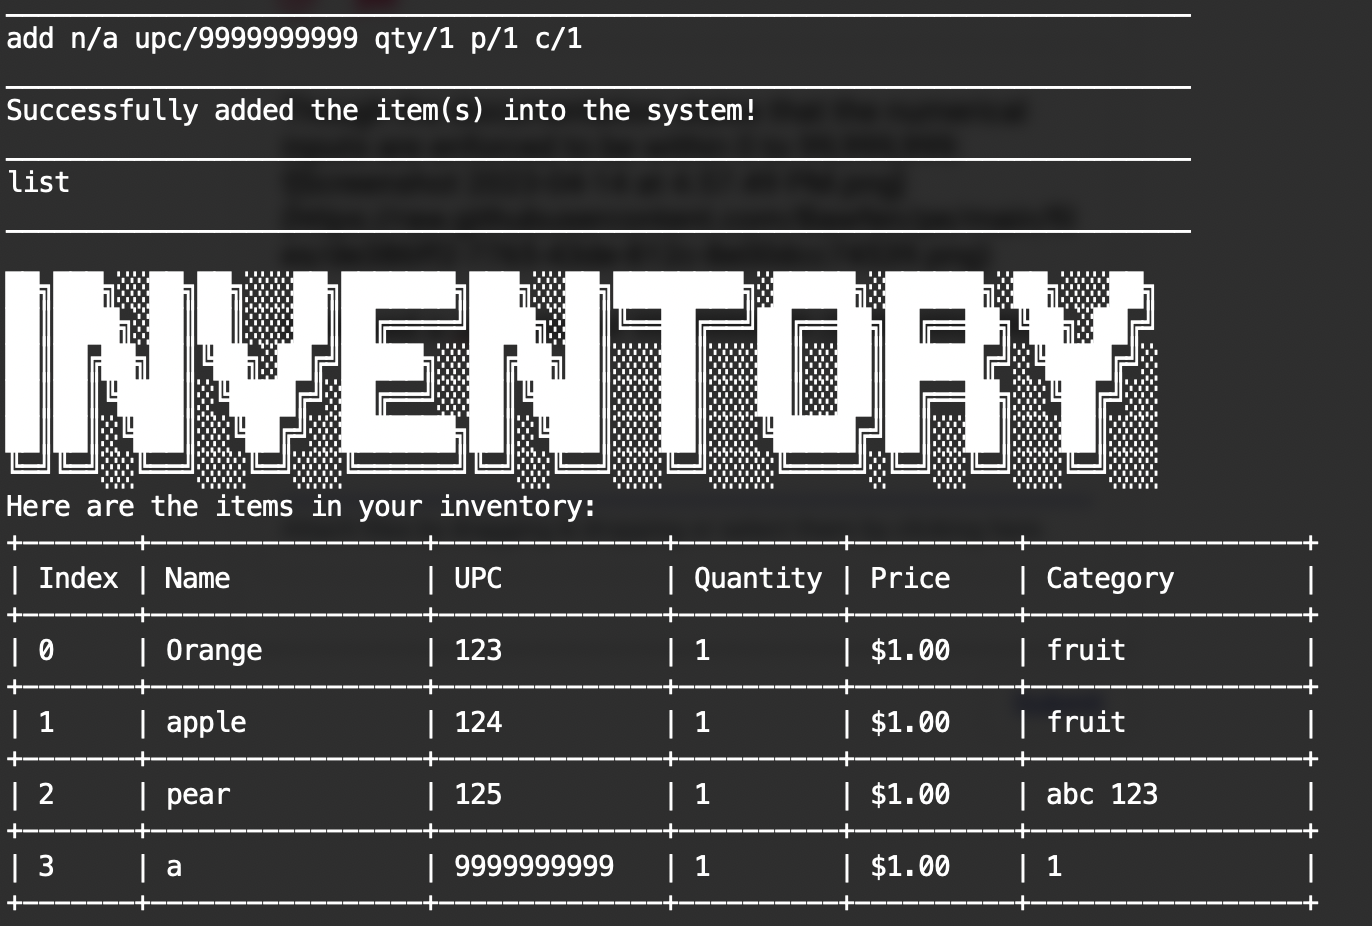 add n/a upc/9999999999 qty/1 p/1 c/1
Successfully added the item(s) into the system!
list
INVENTORY
Here are the items in your inventory:
| Index | Name | UPC | Quantity | Price | Category |
| 0 | Orange | 123 | 1 | $1.00 | fruit |
| 1 | apple | 124 | 1 | $1.00 | fruit |
| 2 | pear | 125 | 1 | $1.00 | abc 123 |
| 3 | a | 9999999999 | 1 | $1.00 | 1 |